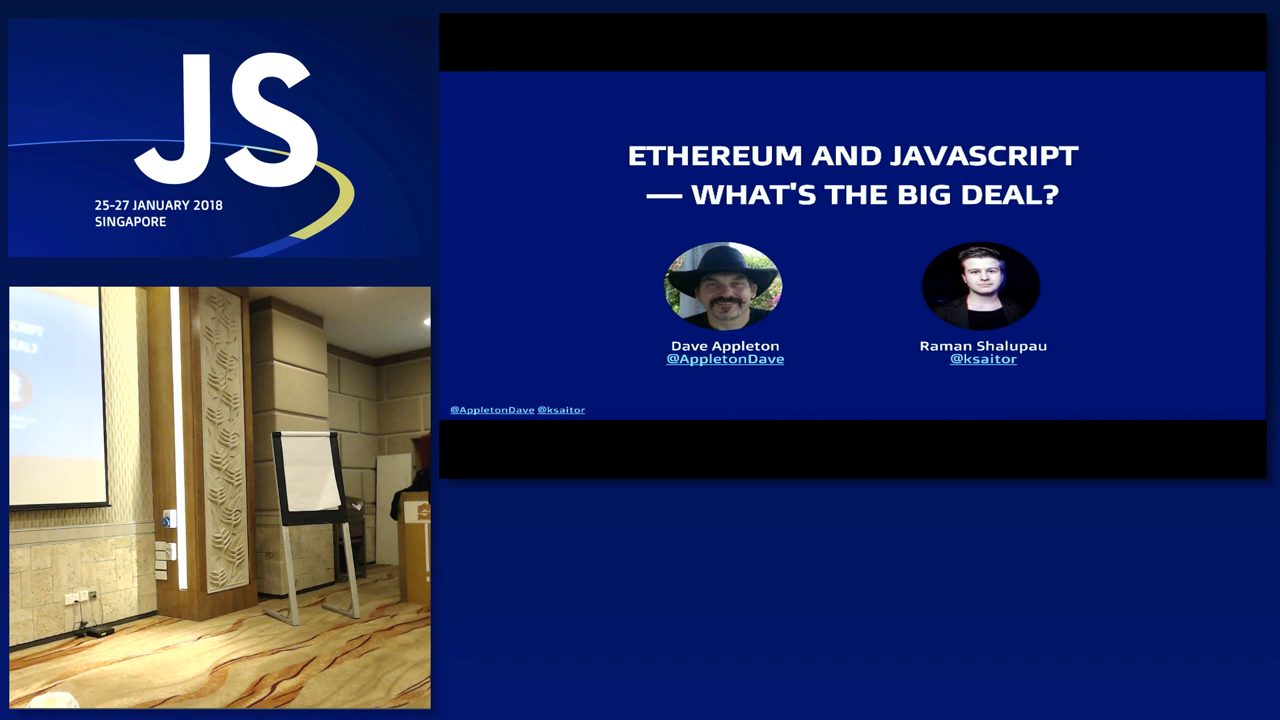 JS
25-27 JANUARY 2018
SINGAPORE
ETHEREUM AND JAVASCRIPT
— WHAT'S THE BIG DEAL?
Dave Appleton
@AppletonDave
Raman Shalupau
@ksaitor
@AppletonDave @ksaitor